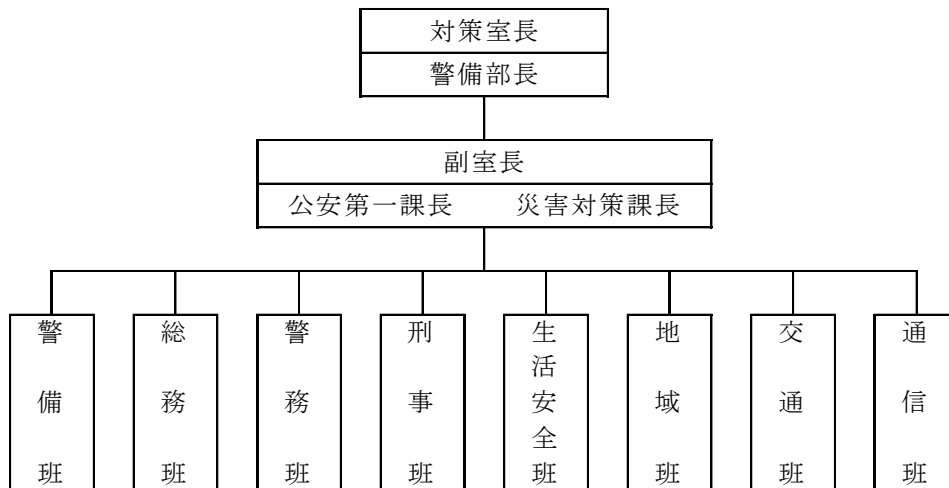 対策室長
警備部長
副室長
公安第一課長 災害対策課長
警備班
総務班
警務班
刑事班
生活安全班
地域班
交通班
通信班